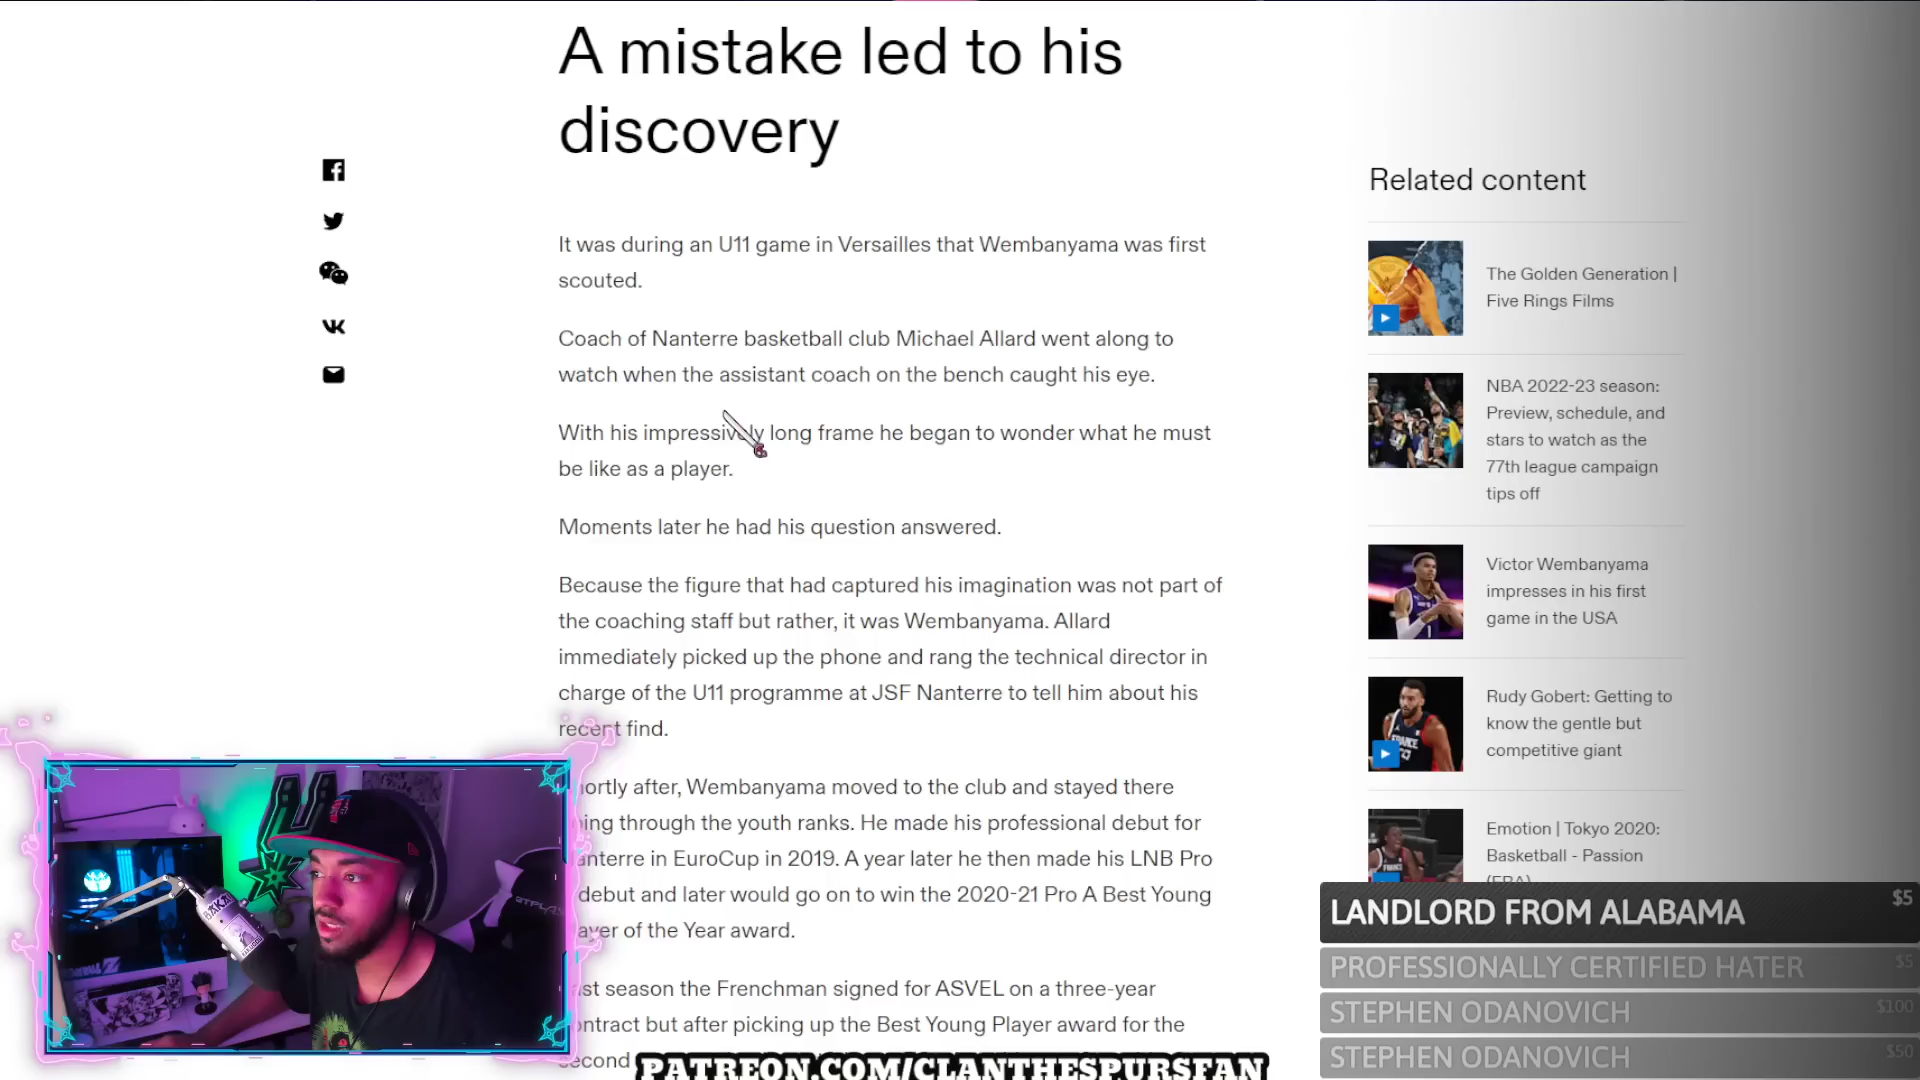 A mistake led to his
discovery
It was during an U11 game in Versailles that Wembanyama was first
scouted.
Coach of Nanterre basketball club Michael Allard went along to
watch when the assistant coach on the bench caught his eye.
With his impressively long frame he began to wonder what he must
be like as a player.
Moments later he had his question answered.
Because the figure that had captured his imagination was not part of
the coaching staff but rather, it was Wembanyama. Allard
immediately picked up the phone and rang the technical director in
charge of the U11 programme at JSF Nanterre to tell him about his
recent find.
ortly after, Wembanyama moved to the club and stayed there
ing through the youth ranks. He made his professional debut for
anterre in EuroCup in 2019. A year later he then made his LNB Pro
debut and later would go on to win the 2020-21 Pro A Best Young
ayer of the Year award.
ast season the Frenchman signed for ASVEL on a three-year
ontract but after picking up the Best Young Player award for the
second
Related content
The Golden Generation |
Five Rings Films
NBA 2022-23 season:
Preview, schedule, and
stars to watch as the
77th league campaign
tips off
Victor Wembanyama
impresses in his first
game in the USA
Rudy Gobert: Getting to
know the gentle but
competitive giant
Emotion | Tokyo 2020:
Basketball - Passion
(FRA)
LANDLORD FROM ALABAMA $5
PROFESSIONALLY CERTIFIED HATER $5
STEPHEN ODANOVICH $100
STEPHEN ODANOVICH $50
PATREON.COM/CLANTHESPURSFAN
BAKA